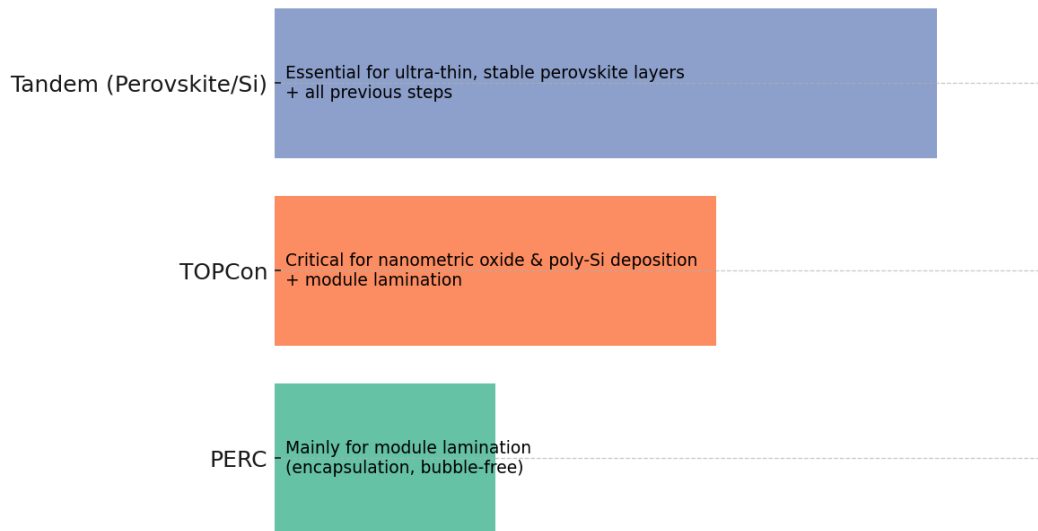 Tandem (Perovskite/Si)
Essential for ultra-thin, stable perovskite layers
+ all previous steps
TOPCon
Critical for nanometric oxide & poly-Si deposition
+ module lamination
PERC
Mainly for module lamination
(encapsulation, bubble-free)